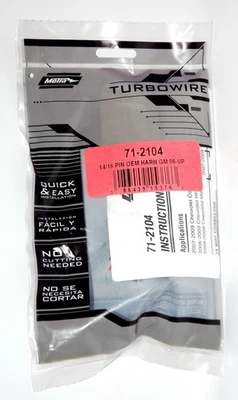 Metra
TURBOWIRE
71-2104
14/16 PIN OEM HARN GM 06-UP
QUICK
& EASY
INSTALLATION
INSTALACIÓN
FÁCIL Y
RÁPIDA
NO
CUTTING
NEEDED
NO SE
NECESITA
CORTAR
71-2104
INSTRUCTION
Applications